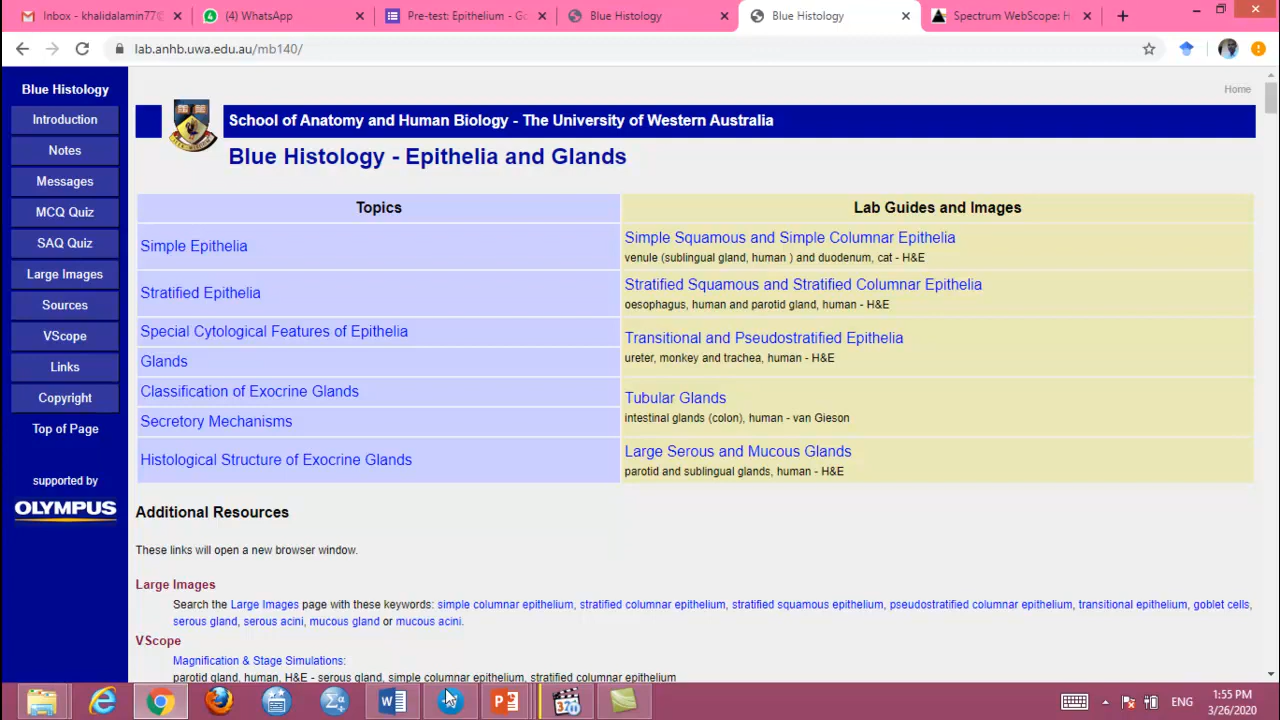 Inbox - khalidalamin77@
(4) WhatsApp
Pre-test: Epithelium - Go
Blue Histology
Blue Histology
Spectrum WebScope: H
lab.anhb.uwa.edu.au/mb140/
Blue Histology
Introduction
Notes
Messages
MCQ Quiz
SAQ Quiz
Large Images
Sources
VScope
Links
Copyright
Top of Page
supported by
OLYMPUS
Home
School of Anatomy and Human Biology - The University of Western Australia
Blue Histology - Epithelia and Glands
Topics
Simple Epithelia
Stratified Epithelia
Special Cytological Features of Epithelia
Glands
Classification of Exocrine Glands
Secretory Mechanisms
Histological Structure of Exocrine Glands
Lab Guides and Images
Simple Squamous and Simple Columnar Epithelia
venule (sublingual gland, human ) and duodenum, cat - H&E
Stratified Squamous and Stratified Columnar Epithelia
oesophagus, human and parotid gland, human - H&E
Transitional and Pseudostratified Epithelia
ureter, monkey and trachea, human - H&E
Tubular Glands
intestinal glands (colon), human - van Gieson
Large Serous and Mucous Glands
parotid and sublingual glands, human - H&E
Additional Resources
These links will open a new browser window.
Large Images
Search the Large Images page with these keywords: simple columnar epithelium, stratified columnar epithelium, stratified squamous epithelium, pseudostratified columnar epithelium, transitional epithelium, goblet cells,
serous gland, serous acini, mucous gland or mucous acini.
VScope
Magnification & Stage Simulations:
parotid gland, human, H&E - serous gland, simple columnar epithelium, stratified columnar epithelium
ENG
1:55 PM
3/26/2020